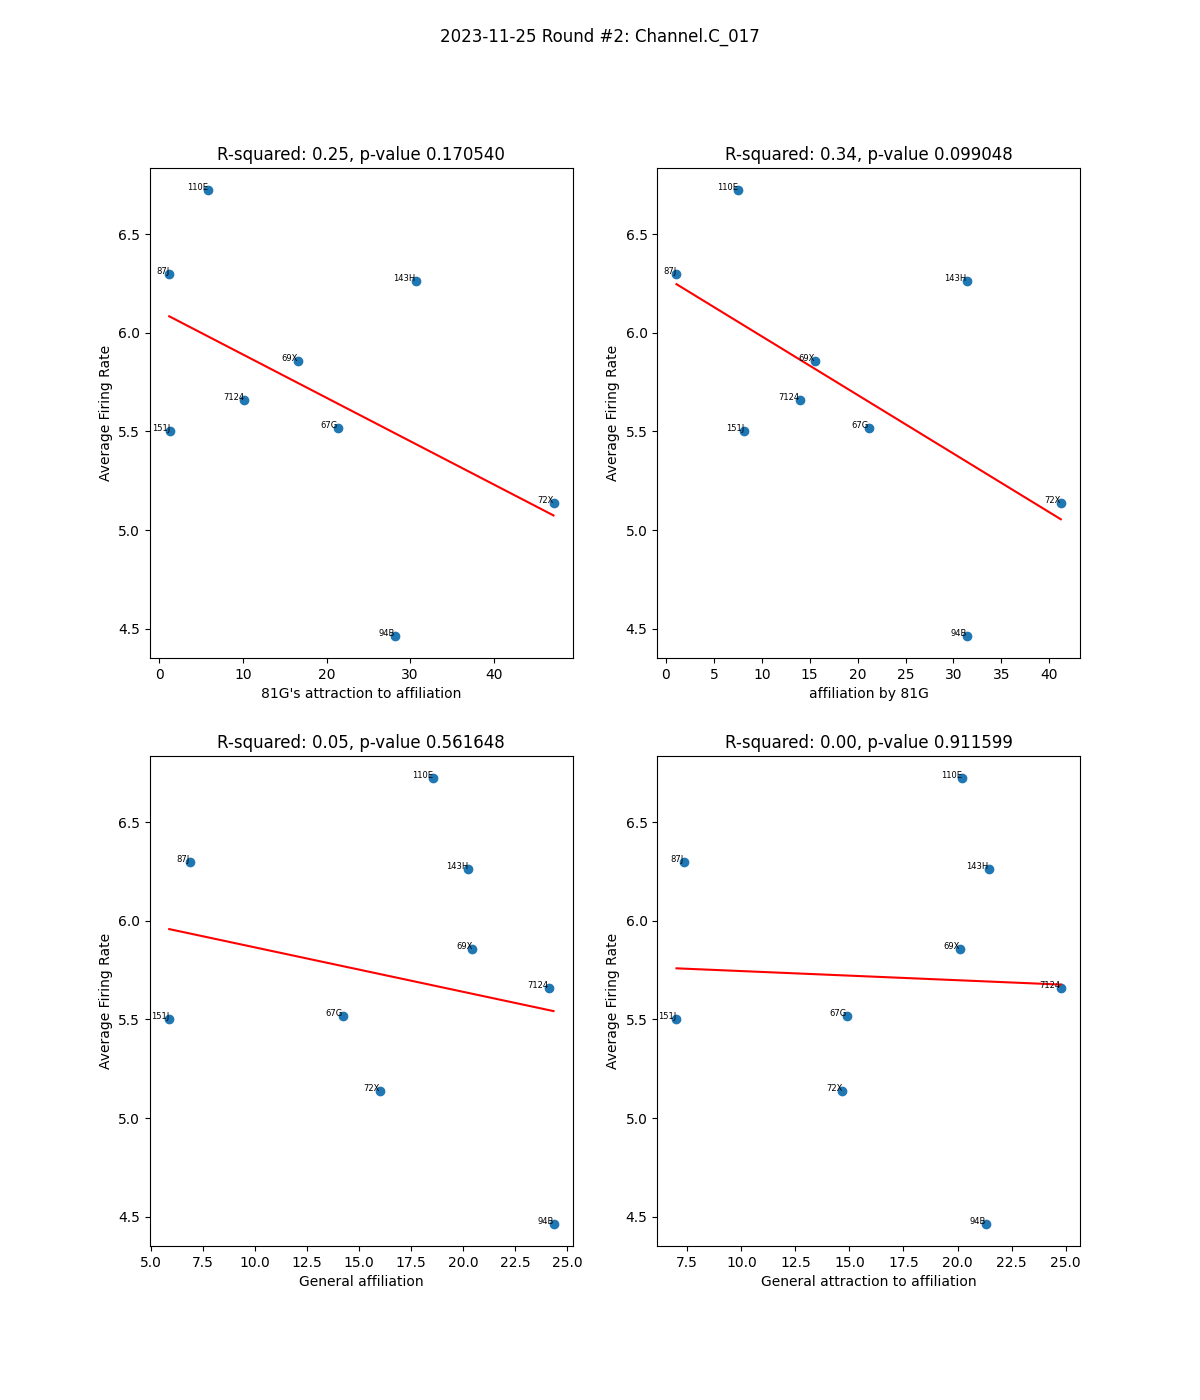 2023-11-25 Round #2: Channel.C_017
R-squared: 0.25, p-value 0.170540
Average Firing Rate
6.5
6.0
5.5
5.0
4.5
110E
87J
143H
69X
7124
151J
67G
72X
94B
0 10 20 30 40
81G's attraction to affiliation
R-squared: 0.34, p-value 0.099048
Average Firing Rate
6.5
6.0
5.5
5.0
4.5
110E
87J
143H
69X
7124
151J
67G
72X
94B
0 5 10 15 20 25 30 35 40
affiliation by 81G
R-squared: 0.05, p-value 0.561648
Average Firing Rate
6.5
6.0
5.5
5.0
4.5
110E
87J
143H
69X
7124
151J
67G
72X
94B
5.0 7.5 10.0 12.5 15.0 17.5 20.0 22.5 25.0
General affiliation
R-squared: 0.00, p-value 0.911599
Average Firing Rate
6.5
6.0
5.5
5.0
4.5
110E
87J
143H
69X
7124
151J
67G
72X
94B
7.5 10.0 12.5 15.0 17.5 20.0 22.5 25.0
General attraction to affiliation